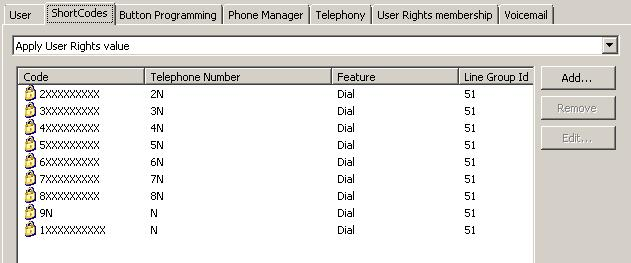 User ShortCodes Button Programming Phone Manager Telephony User Rights membership Voicemail
Apply User Rights value
Code Telephone Number Feature Line Group Id
2XXXXXXXXX 2N Dial 51
3XXXXXXXXX 3N Dial 51
4XXXXXXXXX 4N Dial 51
5XXXXXXXXX 5N Dial 51
6XXXXXXXXX 6N Dial 51
7XXXXXXXXX 7N Dial 51
8XXXXXXXXX 8N Dial 51
9N N Dial 51
1XXXXXXXXXX N Dial 51
Add...
Remove
Edit...